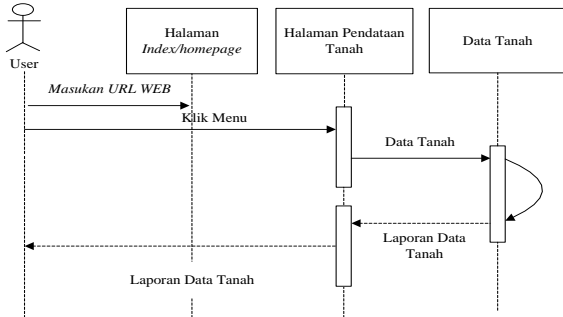 Halaman
Index/homepage
Halaman Pendataan
Tanah
Data Tanah
User
Masukan URL WEB
Klik Menu
Data Tanah
Laporan Data
Tanah
Laporan Data Tanah